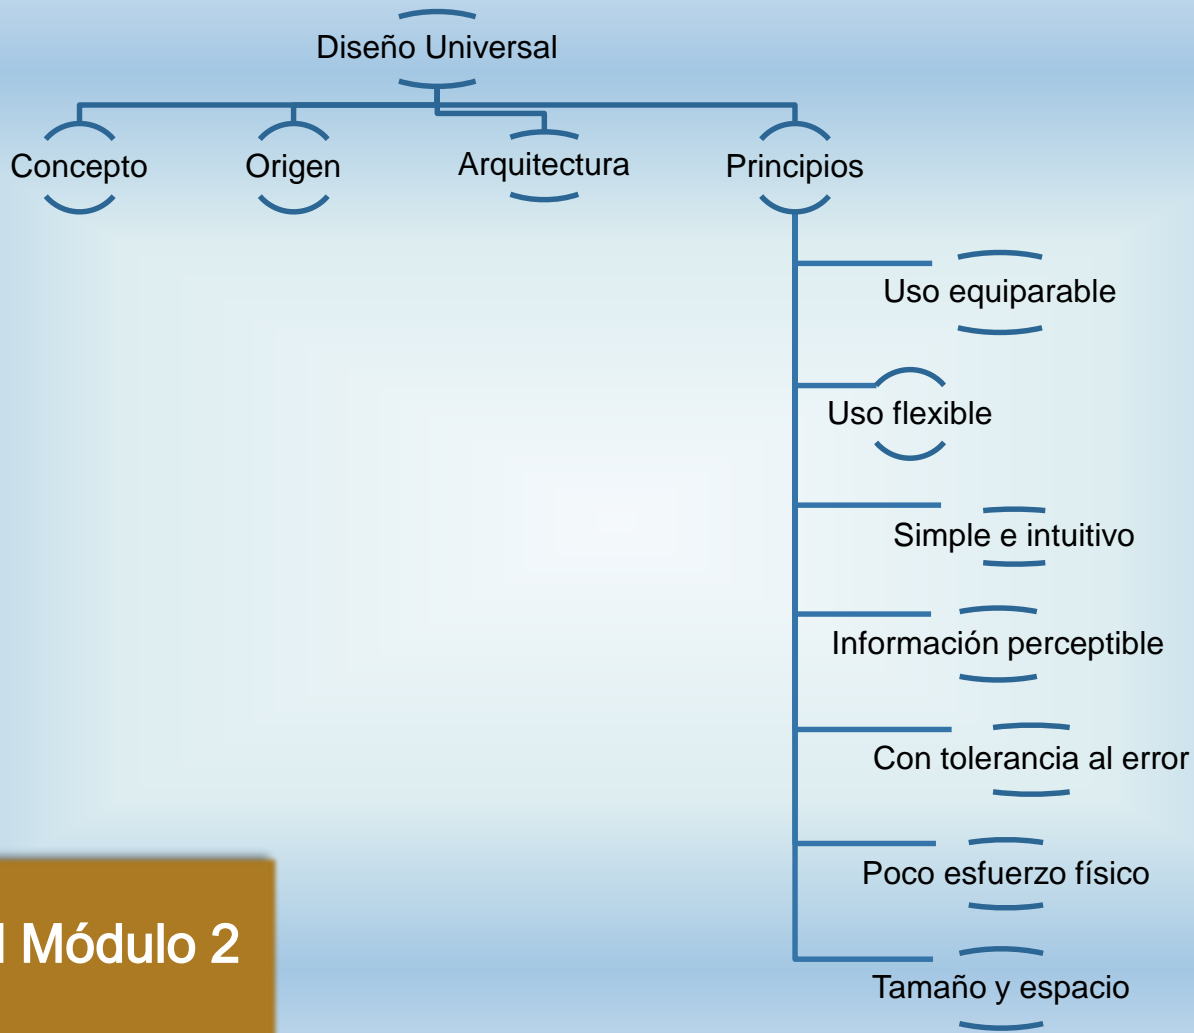 Diseño Universal
Concepto
Origen
Arquitectura
Principios
Uso equiparable
Uso flexible
Simple e intuitivo
Información perceptible
Con tolerancia al error
Poco esfuerzo físico
Tamaño y espacio
Módulo 2